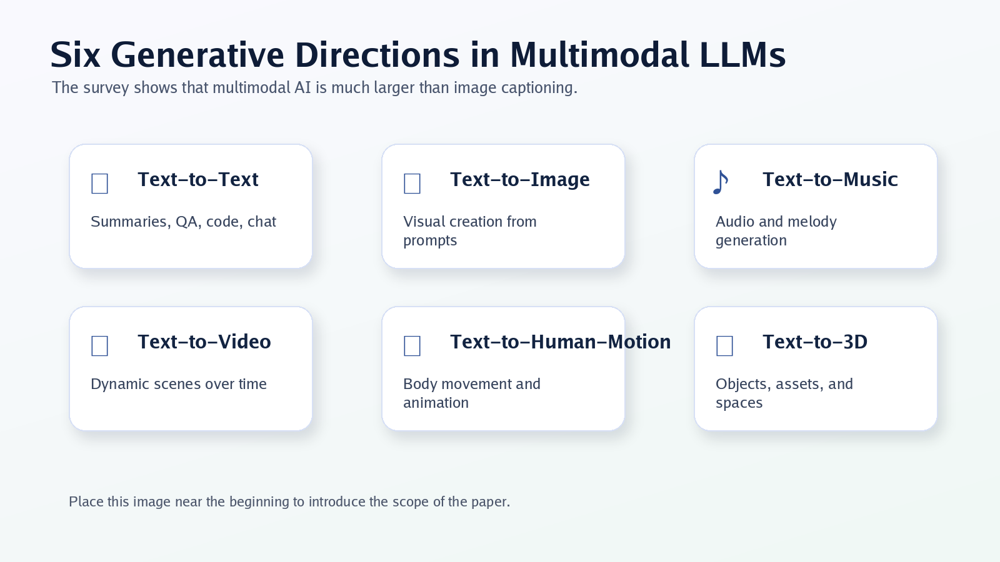 Six Generative Directions in Multimodal LLMs
The survey shows that multimodal AI is much larger than image captioning.
Text–to–Text
Summaries, QA, code, chat
Text–to–Image
Visual creation from
prompts
Text–to–Music
Audio and melody
generation
Text–to–Video
Dynamic scenes over time
Text–to–Human–Motion
Body movement and
animation
Text–to–3D
Objects, assets, and
spaces
Place this image near the beginning to introduce the scope of the paper.